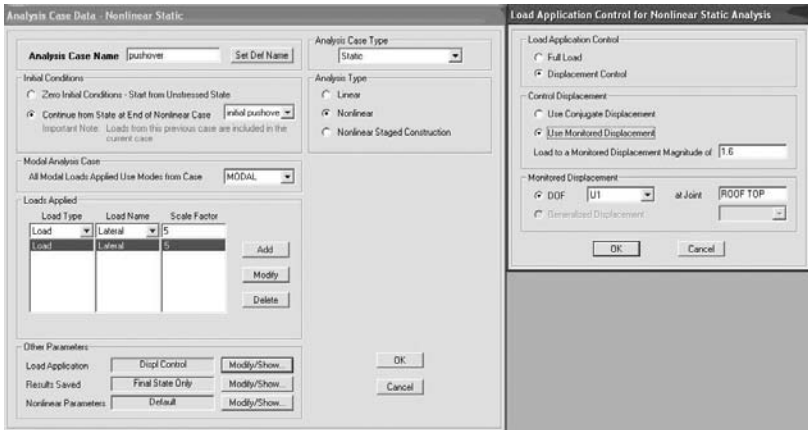 Analysis Case Data - Nonlinear Static
Analysis Case Name pushover Set Def Name
Initial Conditions
Zero Initial Conditions - Start from Unstressed State
Continue from State at End of Nonlinear Case initial pushove
Important Note: Loads from this previous case are included in the
current case
Modal Analysis Case
All Modal Loads Applied Use Modes from Case MODAL
Loads Applied
Load Type Load Name Scale Factor
Load Lateral 5
Load Lateral 5
Add
Modify
Delete
Other Parameters
Load Application Displ Control Modify/Show...
Results Saved Final State Only Modify/Show...
Nonlinear Parameters Default Modify/Show...
Analysis Case Type
Static
Analysis Type
Linear
Nonlinear
Nonlinear Staged Construction
OK
Cancel
Load Application Control for Nonlinear Static Analysis
Load Application Control
Full Load
Displacement Control
Control Displacement
Use Conjugate Displacement
Use Monitored Displacement
Load to a Monitored Displacement Magnitude of 1.6
Monitored Displacement
DOF U1 at Joint ROOF TOP
Generalized Displacement
OK Cancel